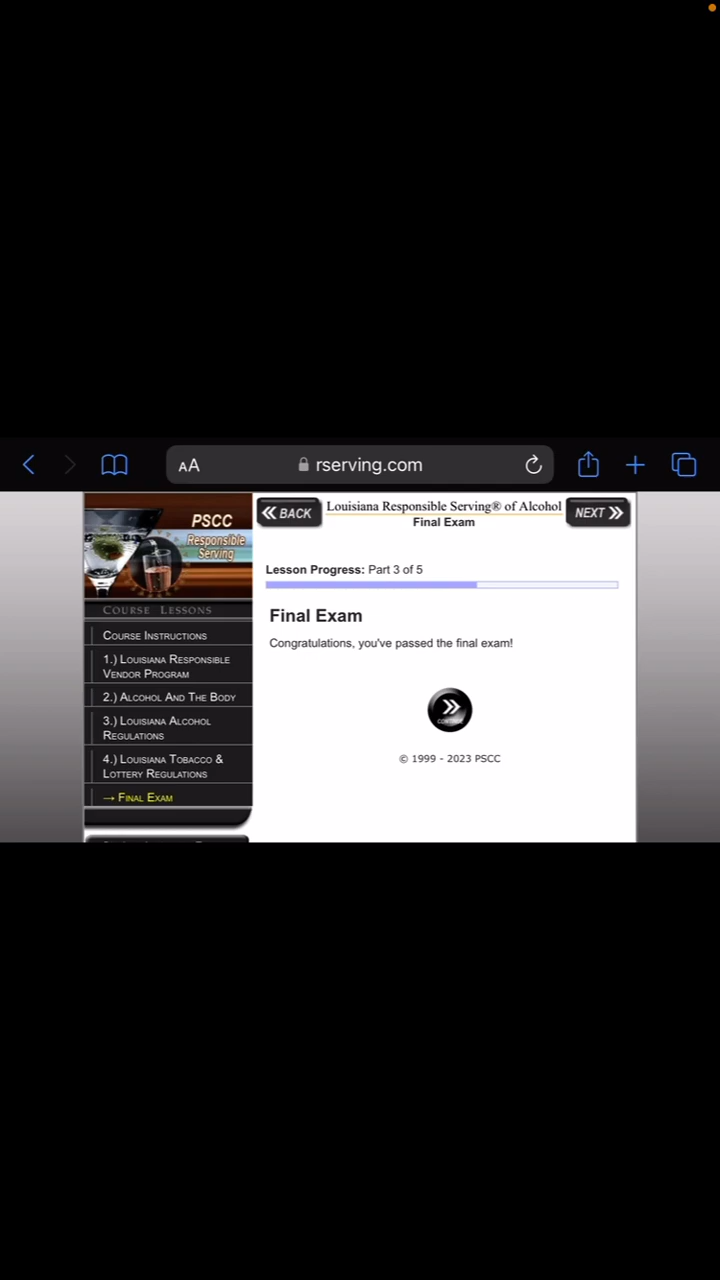 AA rserving.com
PSCC
Responsible
Serving
BACK
Louisiana Responsible Serving® of Alcohol
Final Exam
NEXT
Lesson Progress: Part 3 of 5
COURSE LESSONS
COURSE INSTRUCTIONS
1.) LOUISIANA RESPONSIBLE
VENDOR PROGRAM
2.) ALCOHOL AND THE BODY
3.) LOUISIANA ALCOHOL
REGULATIONS
4.) LOUISIANA TOBACCO &
LOTTERY REGULATIONS
→ FINAL EXAM
Final Exam
Congratulations, you've passed the final exam!
CONTINUE
© 1999 - 2023 PSCC